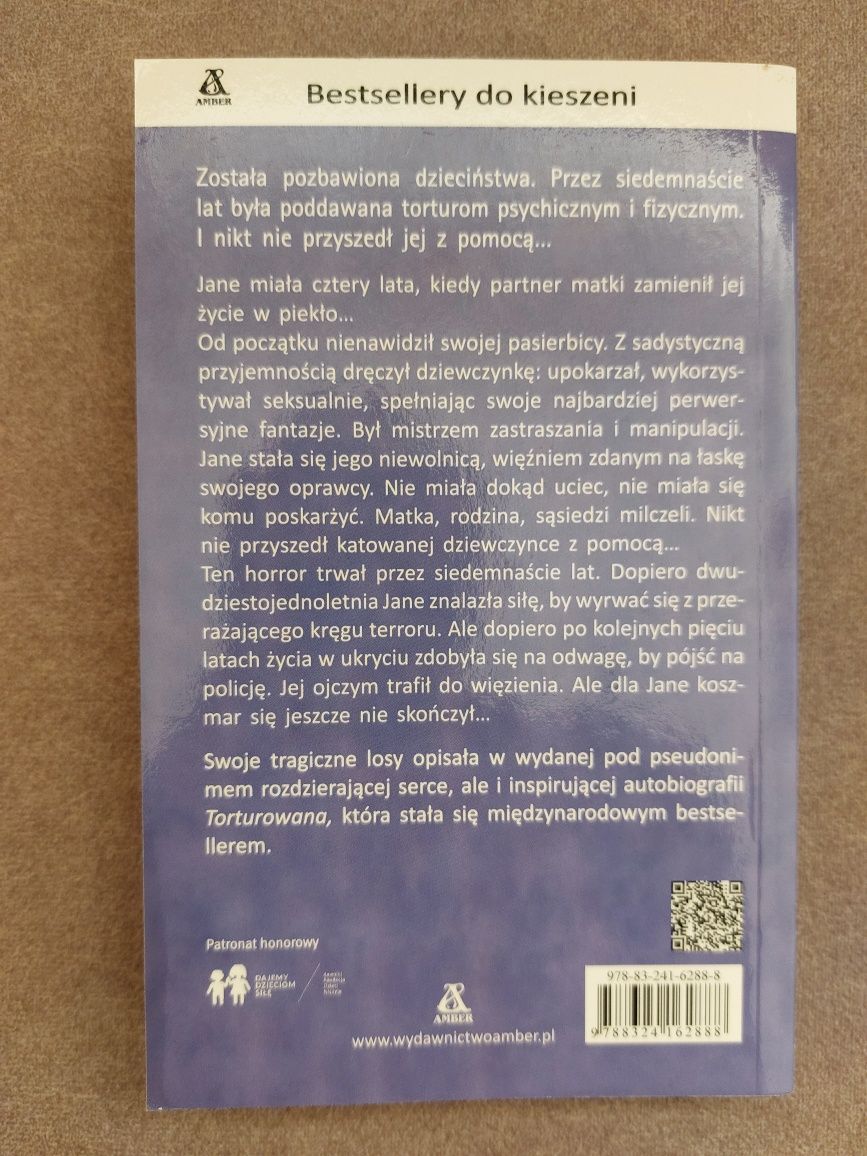 AMBER
Bestsellery do kieszeni
Została pozbawiona dzieciństwa. Przez siedemnaście
lat była poddawana torturom psychicznym i fizycznym.
I nikt nie przyszedł jej z pomocą...
Jane miała cztery lata, kiedy partner matki zamienił jej
życie w piekło...
Od początku nienawidził swojej pasierbicy. Z sadystyczną
przyjemnością dręczył dziewczynkę: upokarzał, wykorzys-
tywał seksualnie, spełniając swoje najbardziej perwer-
syjne fantazje. Był mistrzem zastraszania i manipulacji.
Jane stała się jego niewolnicą, więźniem zdanym na łaskę
swojego oprawcy. Nie miała dokąd uciec, nie miała się
komu poskarżyć. Matka, rodzina, sąsiedzi milczeli. Nikt
nie przyszedł katowanej dziewczynce z pomocą...
Ten horror trwał przez siedemnaście lat. Dopiero dwu-
dziestojednoletnia Jane znalazła siłę, by wyrwać się z prze-
rażającego kręgu terroru. Ale dopiero po kolejnych pięciu
latach życia w ukryciu zdobyła się na odwagę, by pójść na
policję. Jej ojczym trafił do więzienia. Ale dla Jane kosz-
mar się jeszcze nie skończył...
Swoje tragiczne losy opisała w wydanej pod pseudoni-
mem rozdzierającej serce, ale i inspirującej autobiografii
Torturowana, która stała się międzynarodowym bestse-
llerem.
Patronat honorowy
DAJEMY
DZIECIOM
SIŁĘ
AMBER
www.wydawnictwoamber.pl
978-83-241-6288-8
9 788324 162888